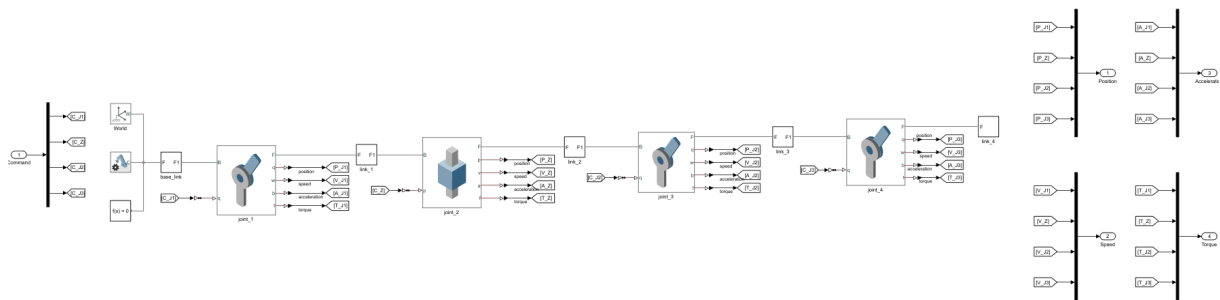 1
Command
[C_J1]
[C_Z]
[C_J2]
[C_J3]
World
f(x) = 0
F
F1
base_link
[C_J1]
q
B
F
joint_1
position
speed
acceleration
torque
[P_J1]
[V_J1]
[A_J1]
[T_J1]
F
F1
link_1
[C_Z]
p
B
F
joint_2
position
speed
acceleration
torque
[P_Z]
[V_Z]
[A_Z]
[T_Z]
F
F1
link_2
[C_J2]
q
B
F
joint_3
position
speed
acceleration
torque
[P_J2]
[V_J2]
[A_J2]
[T_J2]
F
F1
link_3
[C_J3]
q
B
F
joint_4
position
speed
acceleration
torque
[P_J3]
[V_J3]
[A_J3]
[T_J3]
F
link_4
[P_J1]
[P_Z]
[P_J2]
[P_J3]
1
Position
[A_J1]
[A_Z]
[A_J2]
[A_J3]
3
Acceleratio
[V_J1]
[V_Z]
[V_J2]
[V_J3]
2
Speed
[T_J1]
[T_Z]
[T_J2]
[T_J3]
4
Torque